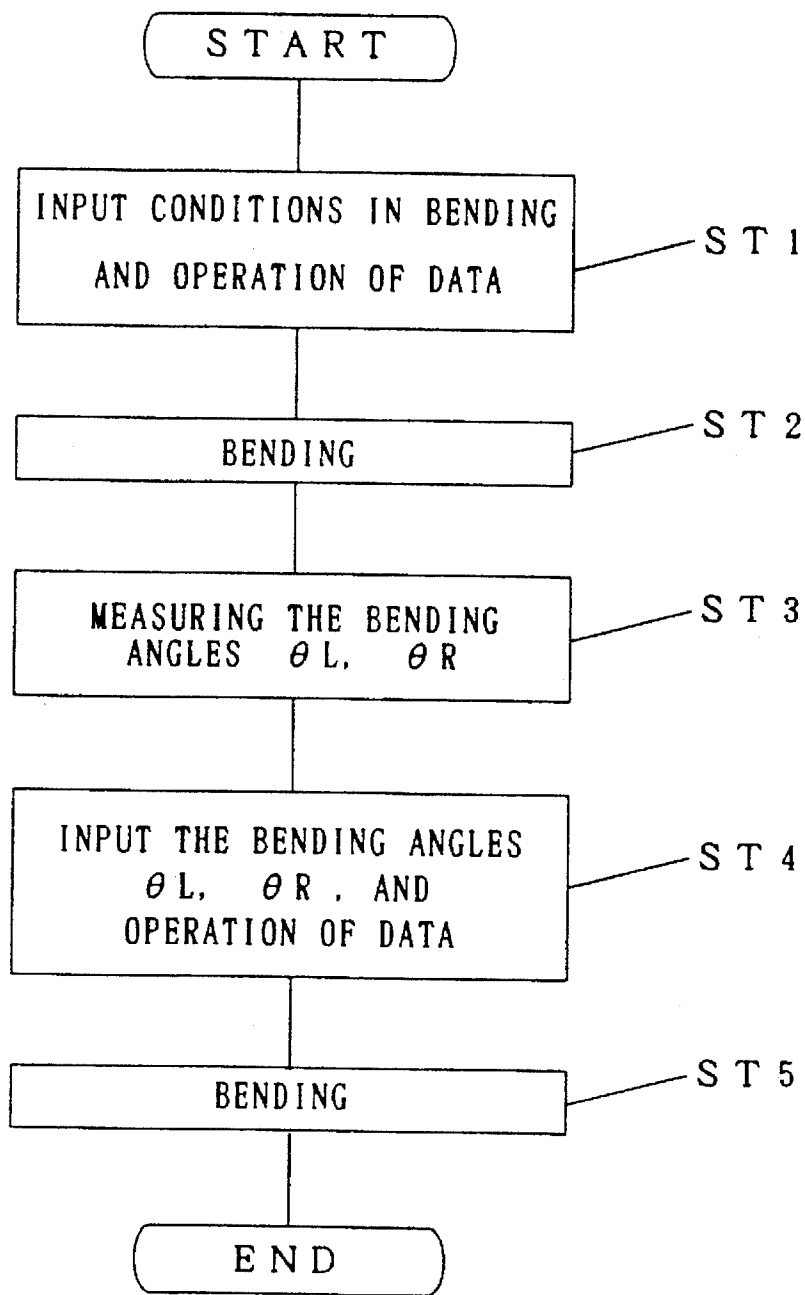 START
INPUT CONDITIONS IN BENDING
AND OPERATION OF DATA
ST1
BENDING
ST2
MEASURING THE BENDING
ANGLES θL, θR
ST3
INPUT THE BENDING ANGLES
θL, θR, AND
OPERATION OF DATA
ST4
BENDING
ST5
END